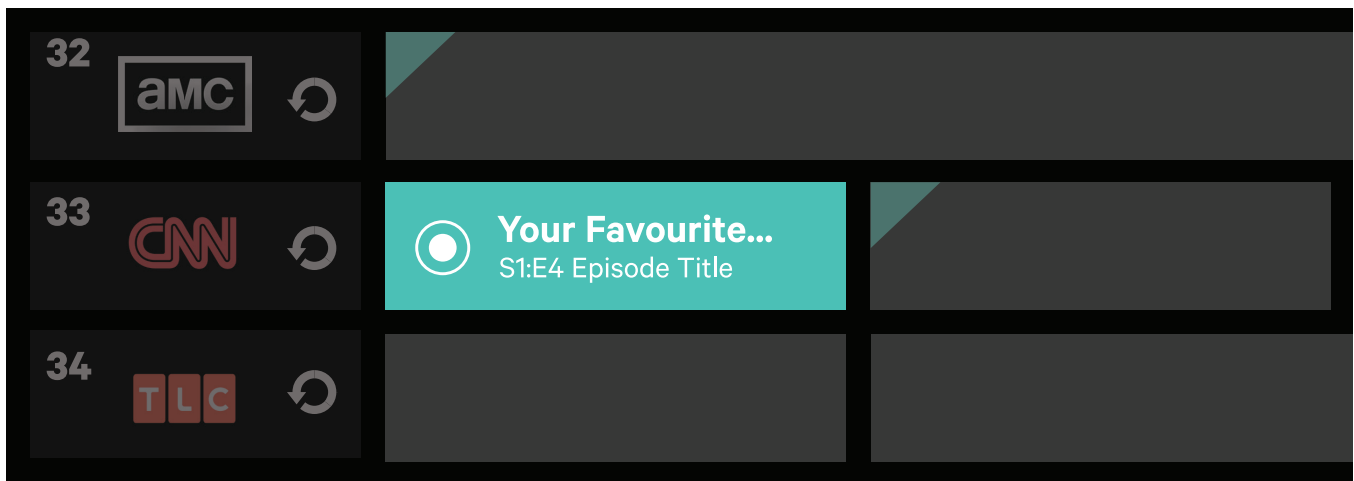 32
aMC
33
CNN
Your Favourite...
S1:E4 Episode Title
34
TLC